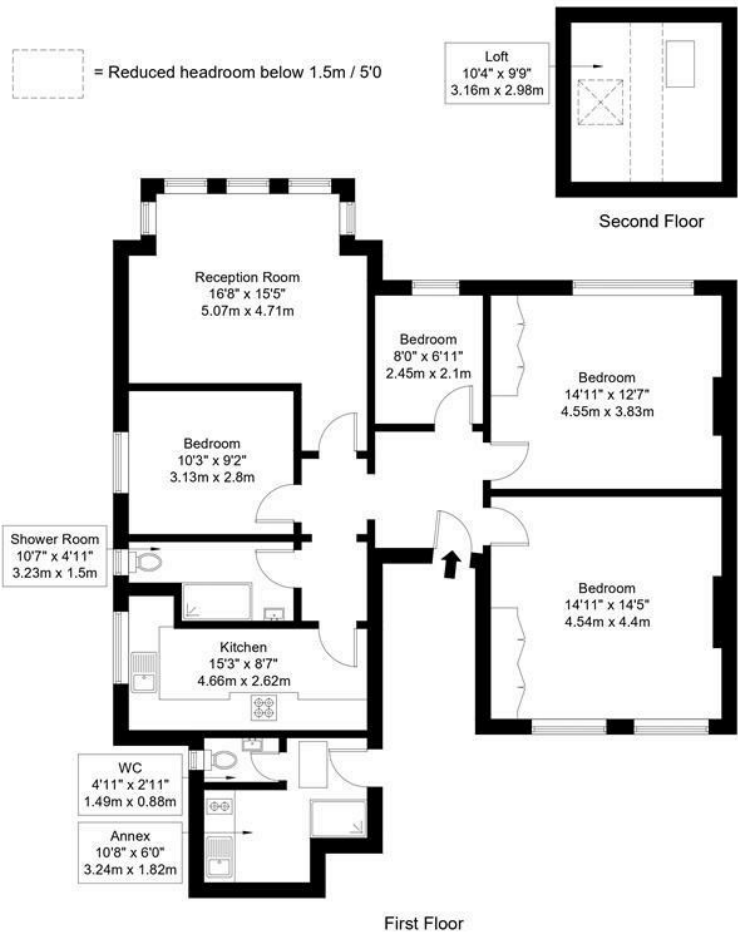 = Reduced headroom below 1.5m / 5'0
Loft
10'4" x 9'9"
3.16m x 2.98m
Second Floor
Reception Room
16'8" x 15'5"
5.07m x 4.71m
Bedroom
8'0" x 6'11"
2.45m x 2.1m
Bedroom
14'11" x 12'7"
4.55m x 3.83m
Bedroom
10'3" x 9'2"
3.13m x 2.8m
Shower Room
10'7" x 4'11"
3.23m x 1.5m
Bedroom
14'11" x 14'5"
4.54m x 4.4m
Kitchen
15'3" x 8'7"
4.66m x 2.62m
WC
4'11" x 2'11"
1.49m x 0.88m
Annex
10'8" x 6'0"
3.24m x 1.82m
First Floor